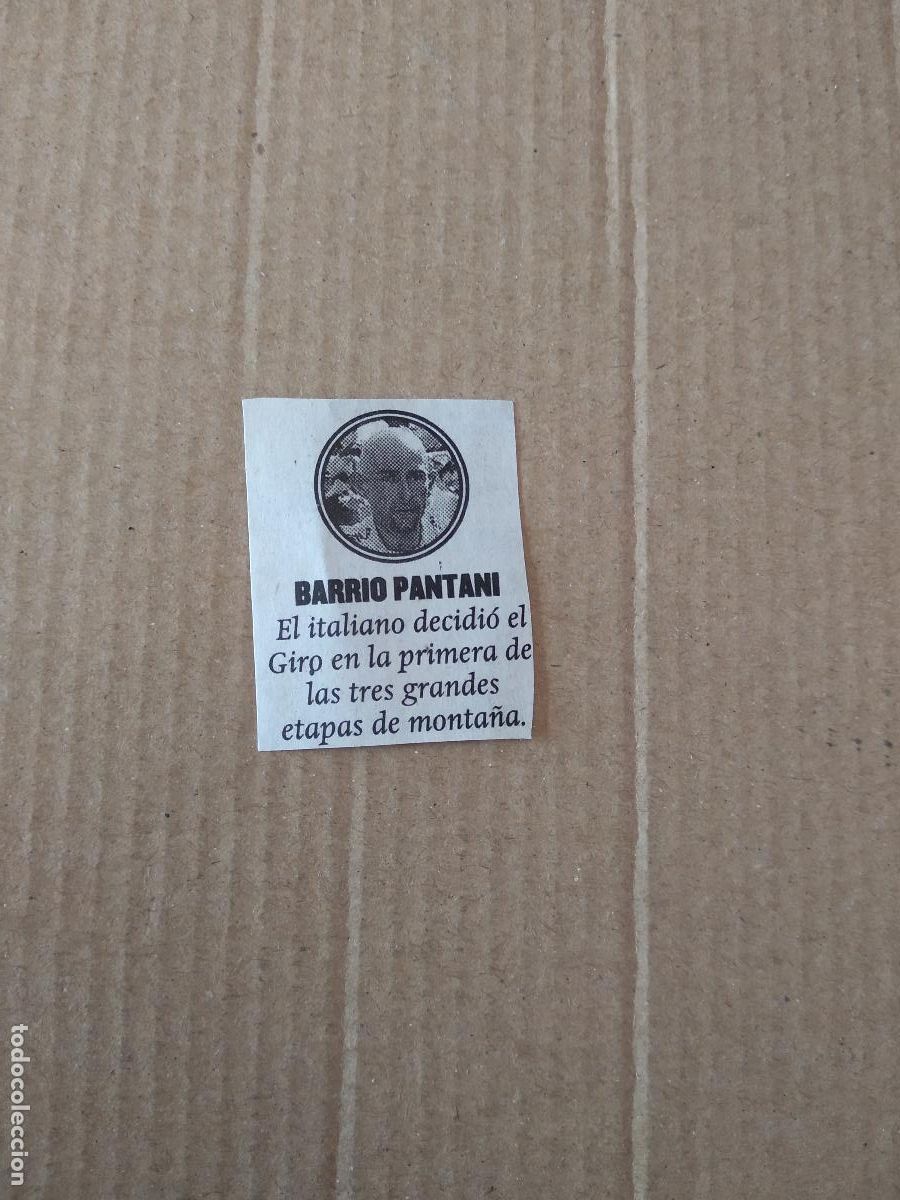 BARRIO PANTANI
El italiano decidió el
Giro en la primera de
las tres grandes
etapas de montaña.
todocoleccion